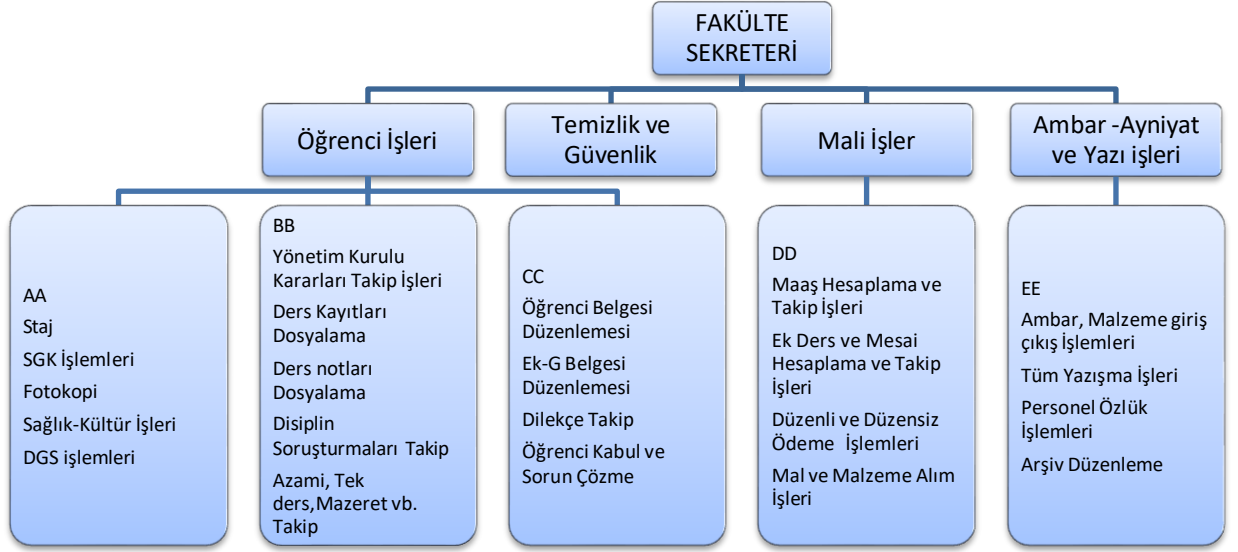 FAKÜLTE
SEKRETERİ
Öğrenci İşleri
Temizlik ve
Güvenlik
Mali İşler
Ambar -Ayniyat
ve Yazı işleri
AA
Staj
SGK İşlemleri
Fotokopi
Sağlık-Kültür İşleri
DGS işlemleri
BB
Yönetim Kurulu
Kararları Takip İşleri
Ders Kayıtları
Dosyalama
Ders notları
Dosyalama
Disiplin
Soruşturmaları Takip
Azami, Tek
ders,Mazeret vb.
Takip
CC
Öğrenci Belgesi
Düzenlemesi
Ek-G Belgesi
Düzenlemesi
Dilekçe Takip
Öğrenci Kabul ve
Sorun Çözme
DD
Maaş Hesaplama ve
Takip İşleri
Ek Ders ve Mesai
Hesaplama ve Takip
İşleri
Düzenli ve Düzensiz
Ödeme İşlemleri
Mal ve Malzeme Alım
İşleri
EE
Ambar, Malzeme giriş
çıkış İşlemleri
Tüm Yazışma İşleri
Personel Özlük
İşlemleri
Arşiv Düzenleme